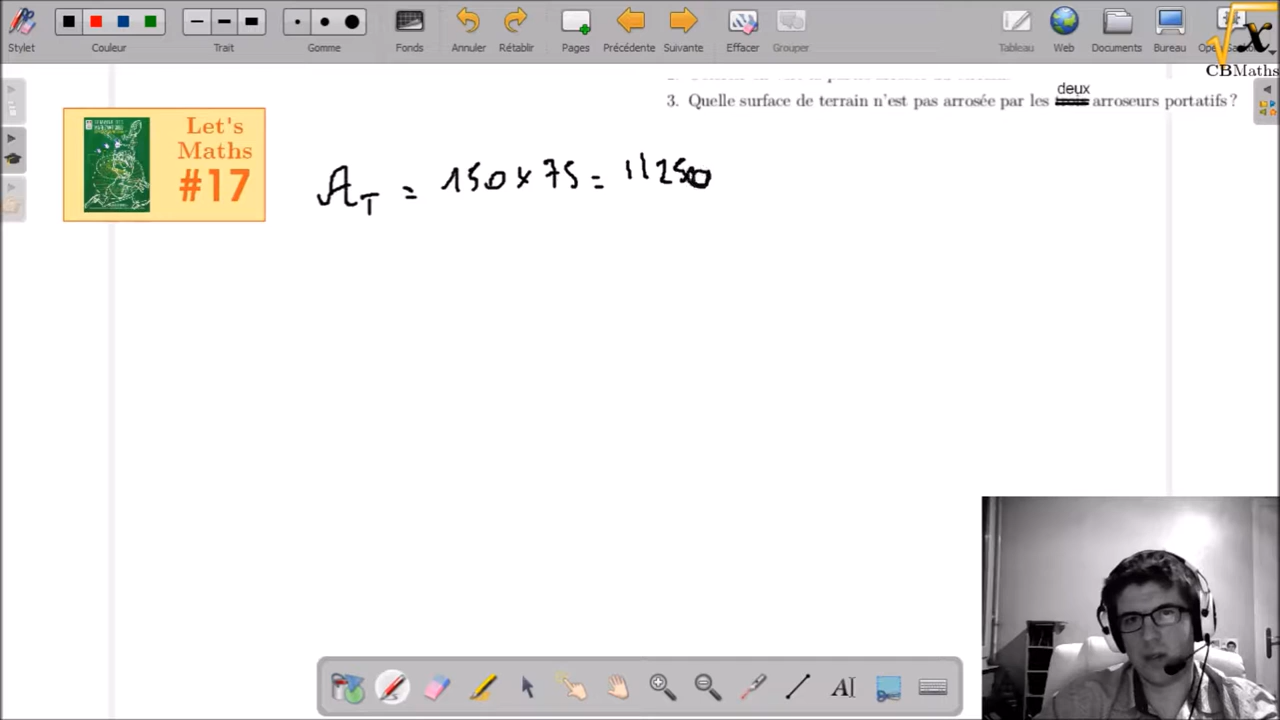 Stylet
Couleur
Trait
Gomme
Fonds
Annuler
Rétablir
Pages
Précédente
Suivante
Effacer
Grouper
Tableau
Web
Documents
Bureau
CBMaths
deux
3. Quelle surface de terrain n'est pas arrosée par les trois arroseurs portatifs ?
Let's
Maths
#17
A_T = 150 x 75 = 11250
AI